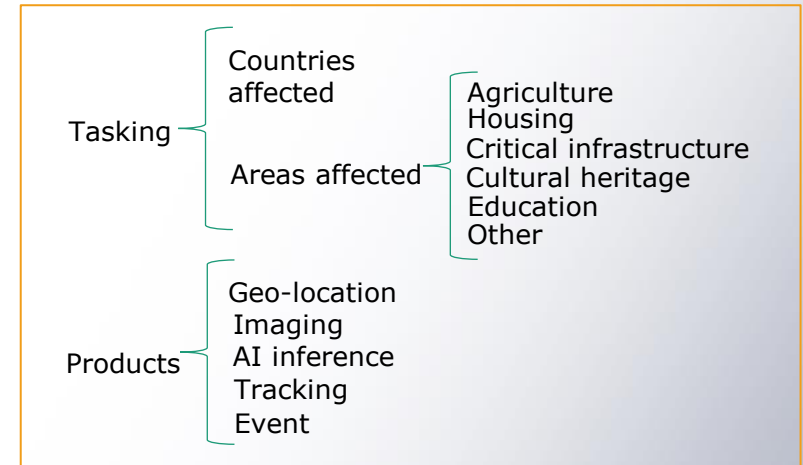 Tasking
Countries
affected
Areas affected
Agriculture
Housing
Critical infrastructure
Cultural heritage
Education
Other
Products
Geo-location
Imaging
AI inference
Tracking
Event